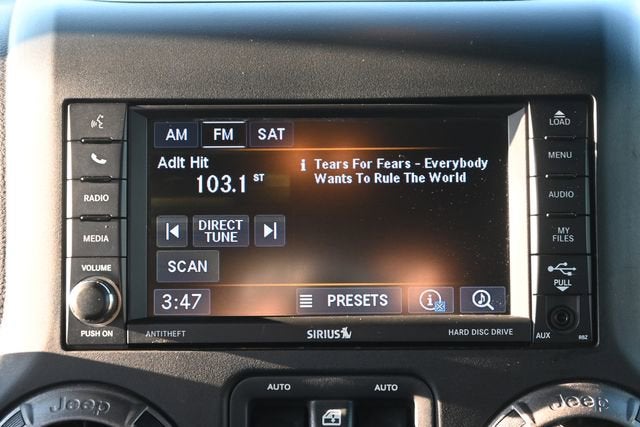 AM FM SAT
Adlt Hit
103.1 ST
i Tears For Fears - Everybody
Wants To Rule The World
DIRECT
TUNE
SCAN
3:47
PRESETS
i
RADIO
MEDIA
VOLUME
PUSH ON
LOAD
MENU
AUDIO
MY
FILES
PULL
AUX
RBZ
ANTITHEFT
SIRIUS
HARD DISC DRIVE
AUTO
AUTO
Jeep
Jeep